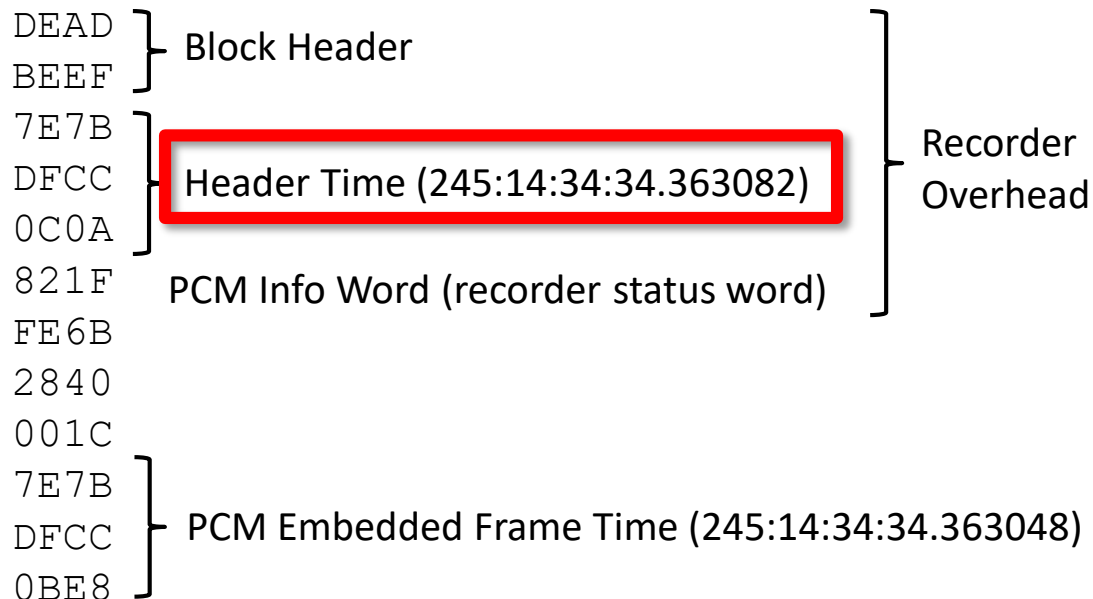 DEAD
BEEF
Block Header
7E7B
DFCC
0C0A
Header Time (245:14:34:34.363082)
Recorder
Overhead
821F
PCM Info Word (recorder status word)
FE6B
2840
001C
7E7B
DFCC
0BE8
PCM Embedded Frame Time (245:14:34:34.363048)